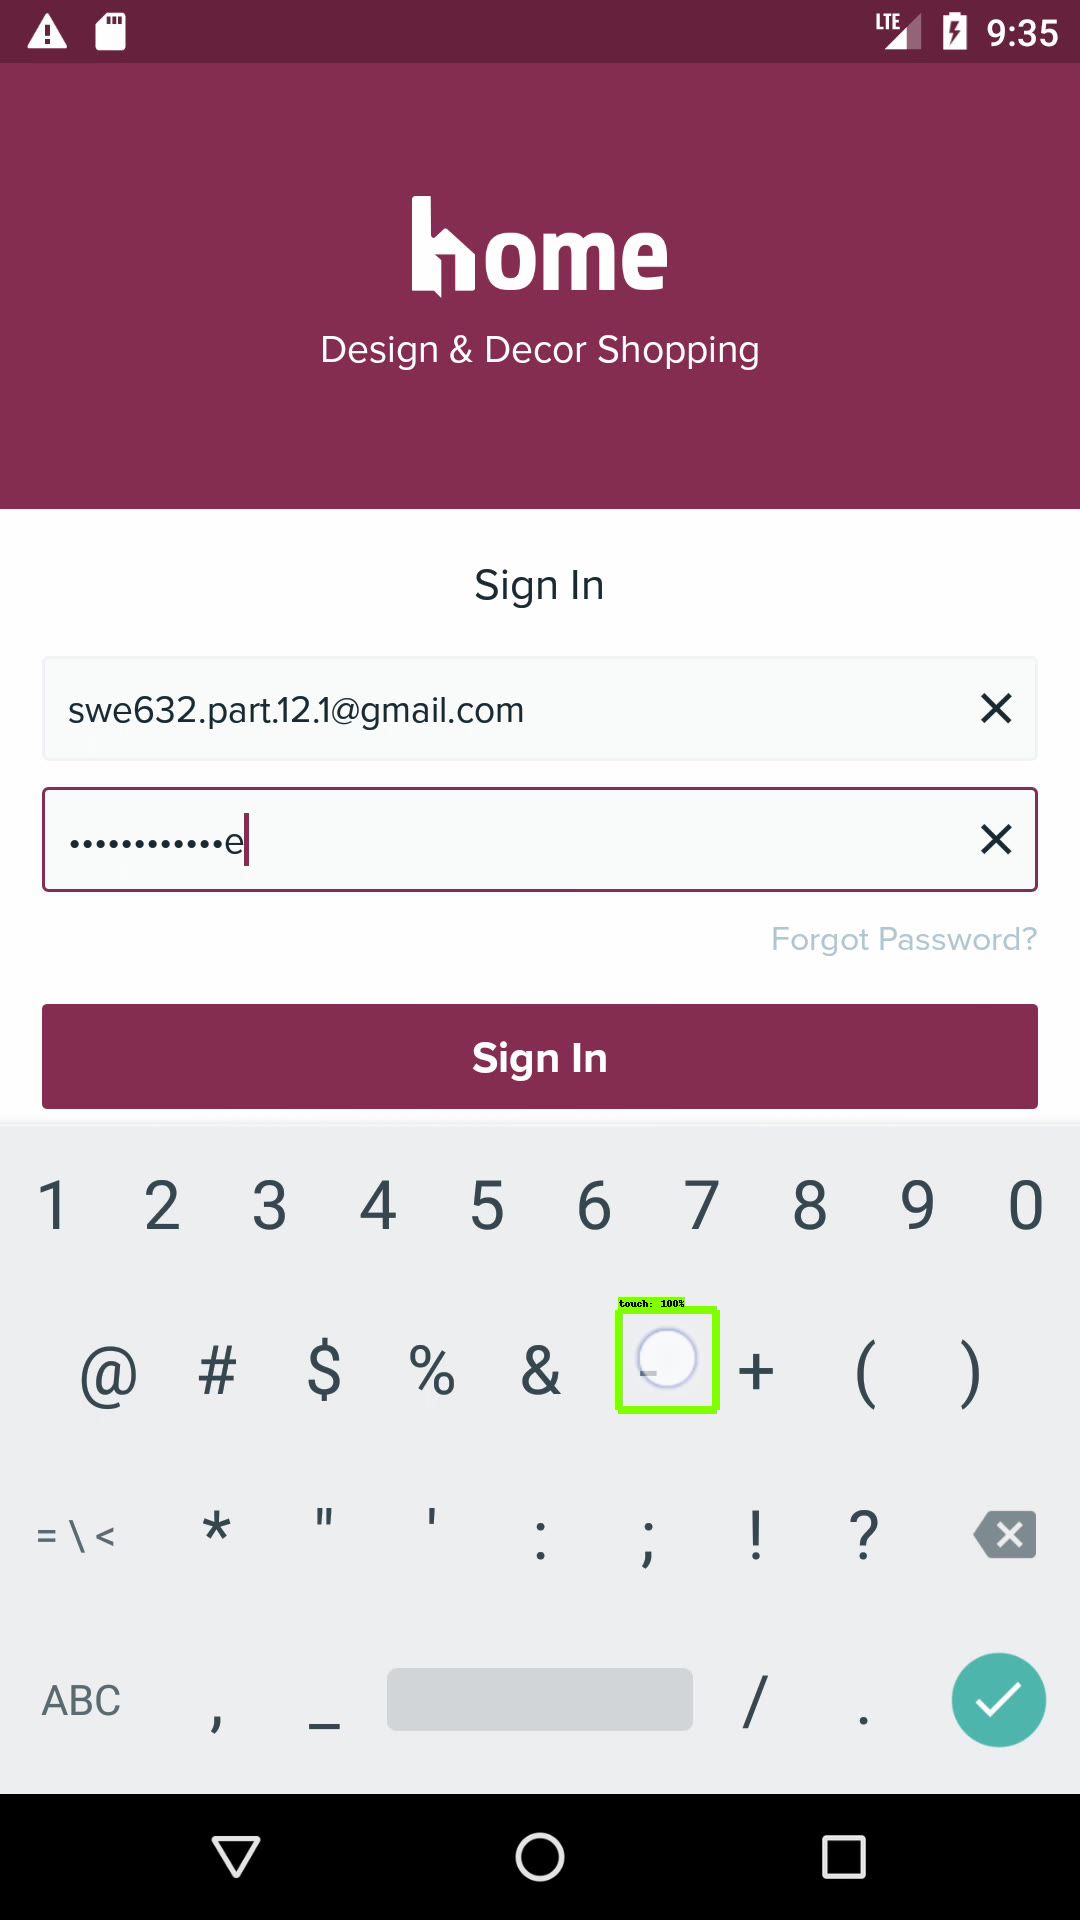 LTE 9:35
home
Design & Decor Shopping
Sign In
swe632.part.12.1@gmail.com
••••••••••••e
Forgot Password?
Sign In
1 2 3 4 5 6 7 8 9 0
touch: 100%
@ # $ % & - + ( )
= \ < * " ' : ; ! ?
ABC , _ / .